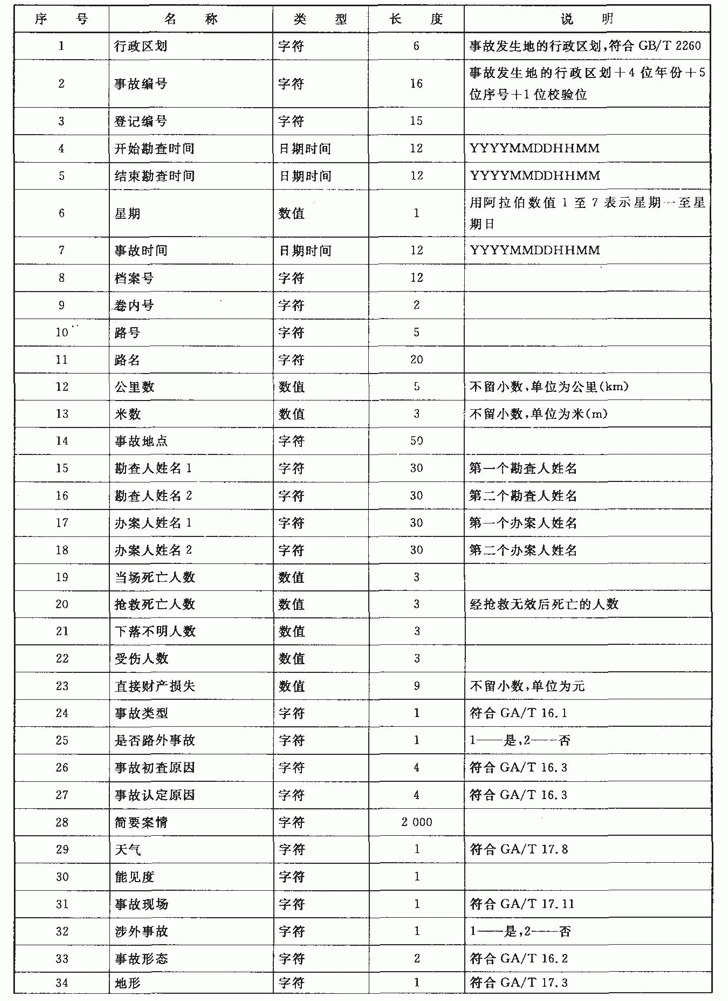 序 号 名 称 类 型 长 度 说 明
1 行政区划 字符 6 事故发生地的行政区划,符合GB/T 2260
2 事故编号 字符 16 事故发生地的行政区划+4位年份+5
位序号+1位校验位
3 登记编号 字符 15
4 开始勘查时间 日期时间 12 YYYYMMDDHHMM
5 结束勘查时间 日期时间 12 YYYYMMDDHHMM
6 星期 数值 1 用阿拉伯数值1至7表示星期一至星
期日
7 事故时间 日期时间 12 YYYYMMDDHHMM
8 档案号 字符 12
9 卷内号 字符 2
10 路号 字符 5
11 路名 字符 20
12 公里数 数值 5 不留小数,单位为公里(km)
13 米数 数值 3 不留小数,单位为米(m)
14 事故地点 字符 50
15 勘查人姓名1 字符 30 第一个勘查人姓名
16 勘查人姓名2 字符 30 第二个勘查人姓名
17 办案人姓名1 字符 30 第一个办案人姓名
18 办案人姓名2 字符 30 第二个办案人姓名
19 当场死亡人数 数值 3
20 抢救死亡人数 数值 3 经抢救无效后死亡的人数
21 下落不明人数 数值 3
22 受伤人数 数值 3
23 直接财产损失 数值 9 不留小数,单位为元
24 事故类型 字符 1 符合GA/T 16.1
25 是否路外事故 字符 1 1——是,2——否
26 事故初查原因 字符 4 符合GA/T 16.3
27 事故认定原因 字符 4 符合GA/T 16.3
28 简要案情 字符 2 000
29 天气 字符 1 符合GA/T 17.8
30 能见度 字符 1
31 事故现场 字符 1 符合GA/T 17.11
32 涉外事故 字符 1 1——是,2——否
33 事故形态 字符 2 符合GA/T 16.2
34 地形 字符 1 符合GA/T 17.3